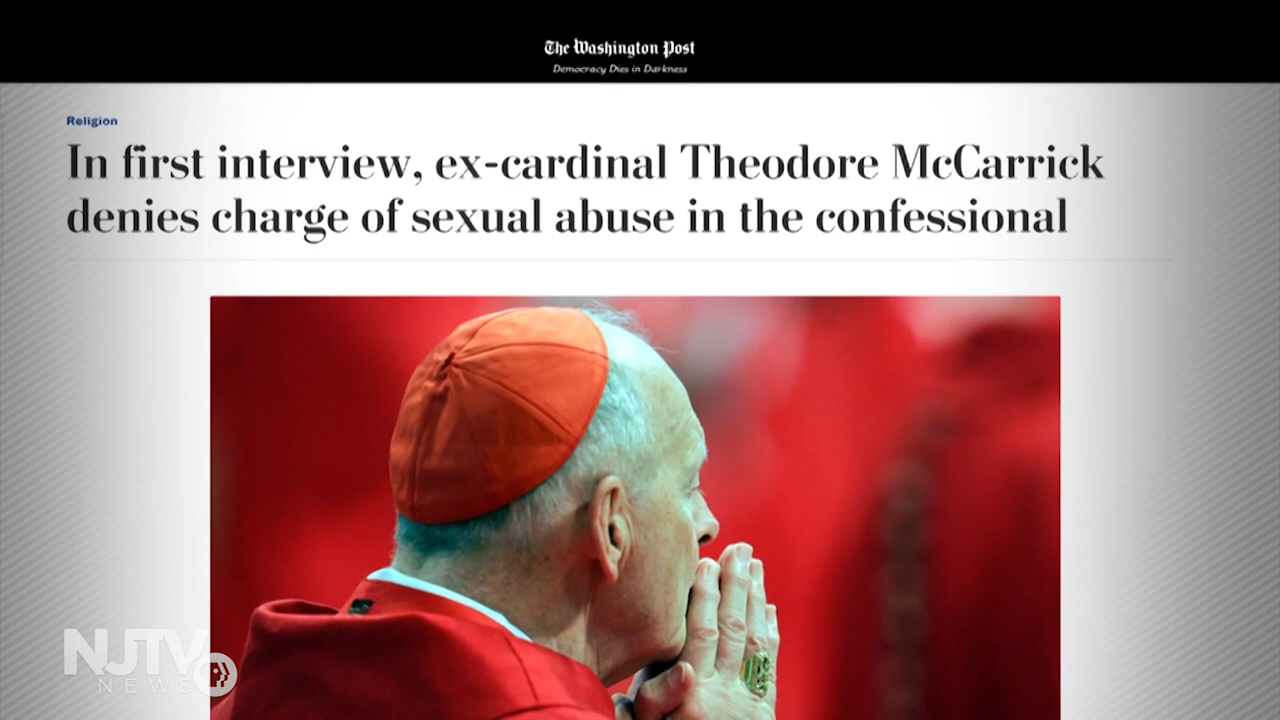 The Washington Post
Democracy Dies in Darkness
Religion
In first interview, ex-cardinal Theodore McCarrick
denies charge of sexual abuse in the confessional
NJTV
NEWS